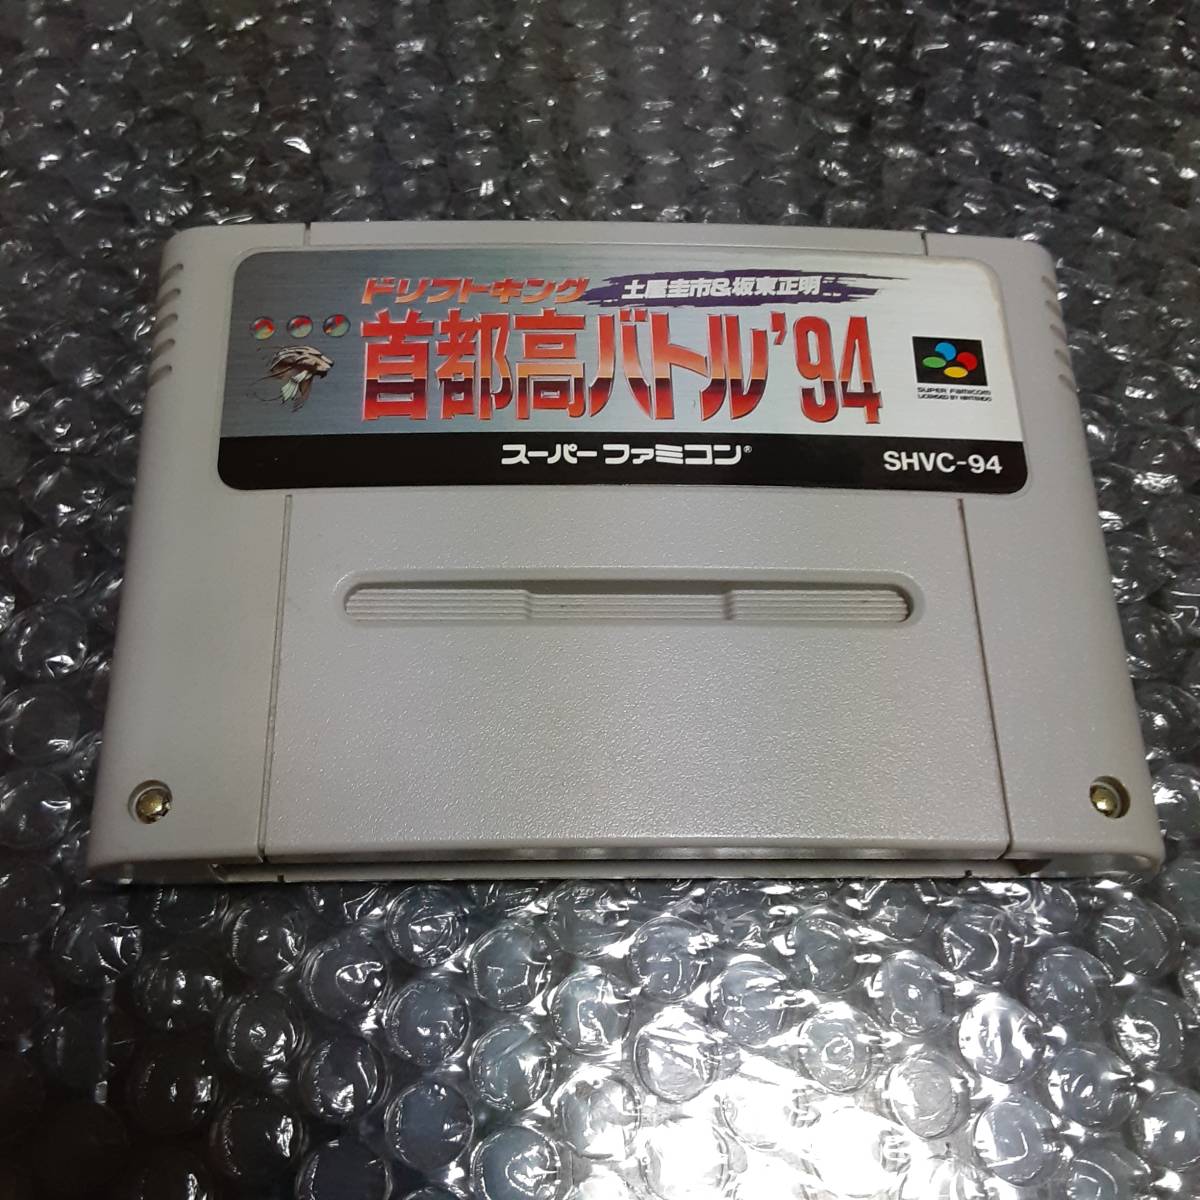 ドリフトキング 土屋圭市&坂東正明
首都高バトル'94
SUPER FAMICOM
LICENSED BY NINTENDO
スーパーファミコン®
SHVC-94